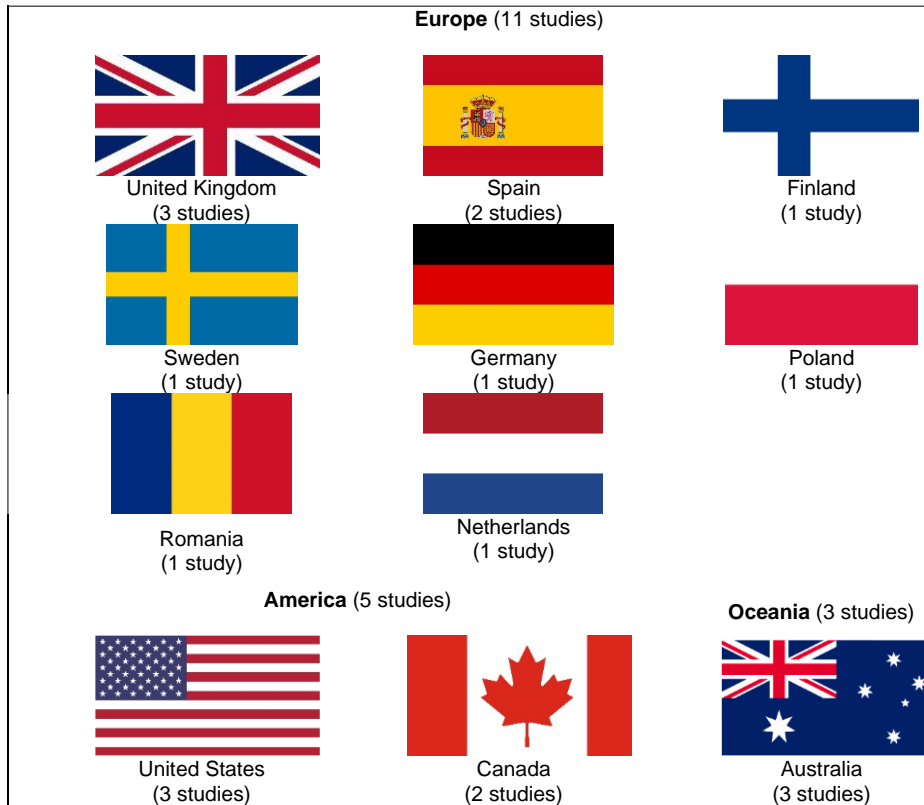 Europe (11 studies)
United Kingdom
(3 studies)
Spain
(2 studies)
Finland
(1 study)
Sweden
(1 study)
Germany
(1 study)
Poland
(1 study)
Romania
(1 study)
Netherlands
(1 study)
America (5 studies)
Oceania (3 studies)
United States
(3 studies)
Canada
(2 studies)
Australia
(3 studies)